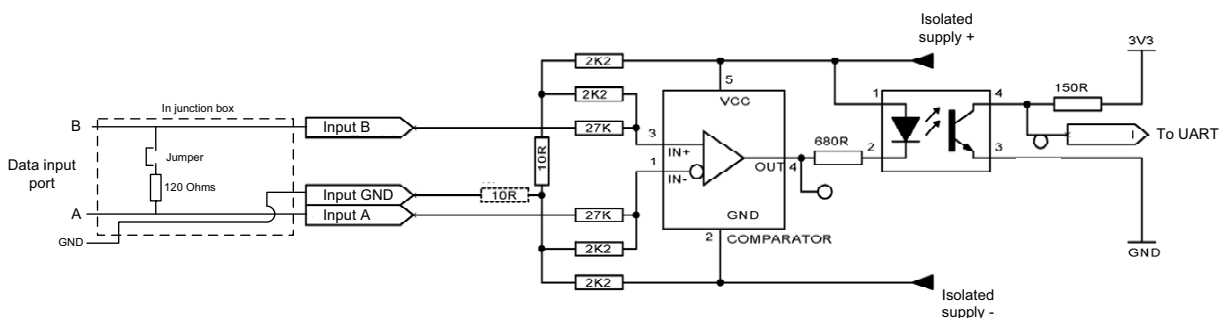 Isolated
supply +
3V3
2K2
5
1
4
150R
VCC
In junction box
2K2
B
Input B
27K
3
680R
To UART
Data input
port
Jumper
10R
IN+
1
OUT
4
2
3
120 Ohms
IN-
Input GND
10R
A
Input A
27K
GND
GND
2
COMPARATOR
2K2
GND
2K2
Isolated
supply -